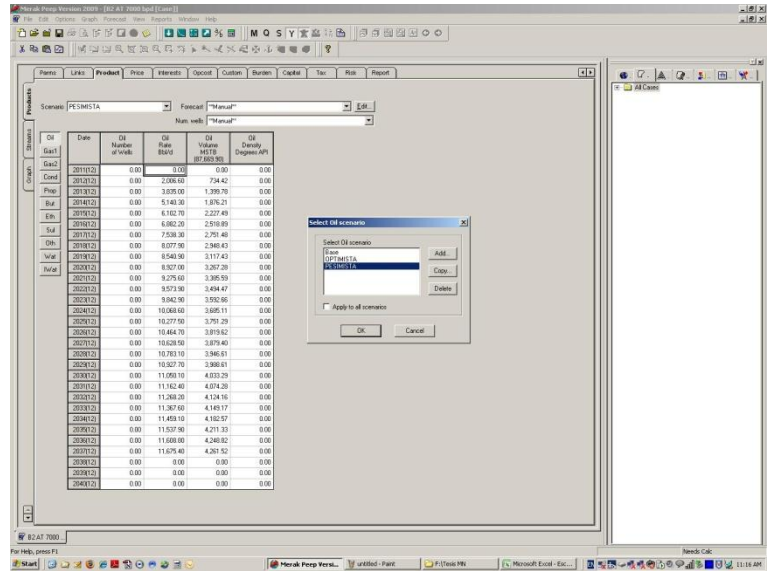 Merak Peep Version 2009 - [B2 AT 7000 bpd [Case]]
File Edit Options Graph Forecast View Reports Window Help
M Q S Y
Perms Links Product Price Interests Opcost Custom Burden Capital Tax Risk Report
Products
Streams
Graph
Scenario PESIMISTA Forecast "Manual" Edit...
Num. wells "Manual"
Oil
Gas1
Gas2
Cond
Prop
But
Eth
Sul
Oth
Wat
IWat
Date Oil Number of Wells Oil Rate Bbl/d Oil Volume MSTB (87,669.90) Oil Density Degrees API
2011(12) 0.00 0.00 0.00 0.00
2012(12) 0.00 2,006.60 734.42 0.00
2013(12) 0.00 3,835.00 1,399.78 0.00
2014(12) 0.00 5,140.30 1,876.21 0.00
2015(12) 0.00 6,102.70 2,227.49 0.00
2016(12) 0.00 6,882.20 2,518.89 0.00
2017(12) 0.00 7,538.30 2,751.48 0.00
2018(12) 0.00 8,077.90 2,948.43 0.00
2019(12) 0.00 8,540.90 3,117.43 0.00
2020(12) 0.00 8,927.00 3,267.28 0.00
2021(12) 0.00 9,275.60 3,385.59 0.00
2022(12) 0.00 9,573.90 3,494.47 0.00
2023(12) 0.00 9,842.90 3,592.66 0.00
2024(12) 0.00 10,068.60 3,685.11 0.00
2025(12) 0.00 10,277.50 3,751.29 0.00
2026(12) 0.00 10,464.70 3,819.62 0.00
2027(12) 0.00 10,628.50 3,879.40 0.00
2028(12) 0.00 10,783.10 3,946.61 0.00
2029(12) 0.00 10,927.70 3,988.61 0.00
2030(12) 0.00 11,050.10 4,033.29 0.00
2031(12) 0.00 11,162.40 4,074.28 0.00
2032(12) 0.00 11,268.20 4,124.16 0.00
2033(12) 0.00 11,367.60 4,149.17 0.00
2034(12) 0.00 11,459.10 4,182.57 0.00
2035(12) 0.00 11,537.90 4,211.33 0.00
2036(12) 0.00 11,608.80 4,248.82 0.00
2037(12) 0.00 11,675.40 4,261.52 0.00
2038(12) 0.00 0.00 0.00 0.00
2039(12) 0.00 0.00 0.00 0.00
2040(12) 0.00 0.00 0.00 0.00
Select Oil scenario
Select Oil scenario
Base
OPTIMISTA
PESIMISTA
Add...
Copy...
Delete
Apply to all scenarios
OK Cancel
All Cases
B2 AT 7000 ...
For Help, press F1
Needs Calc
Start Merak Peep Versi... untitled - Paint F:\Tesis MN Microsoft Excel - Esc... 11:16 AM